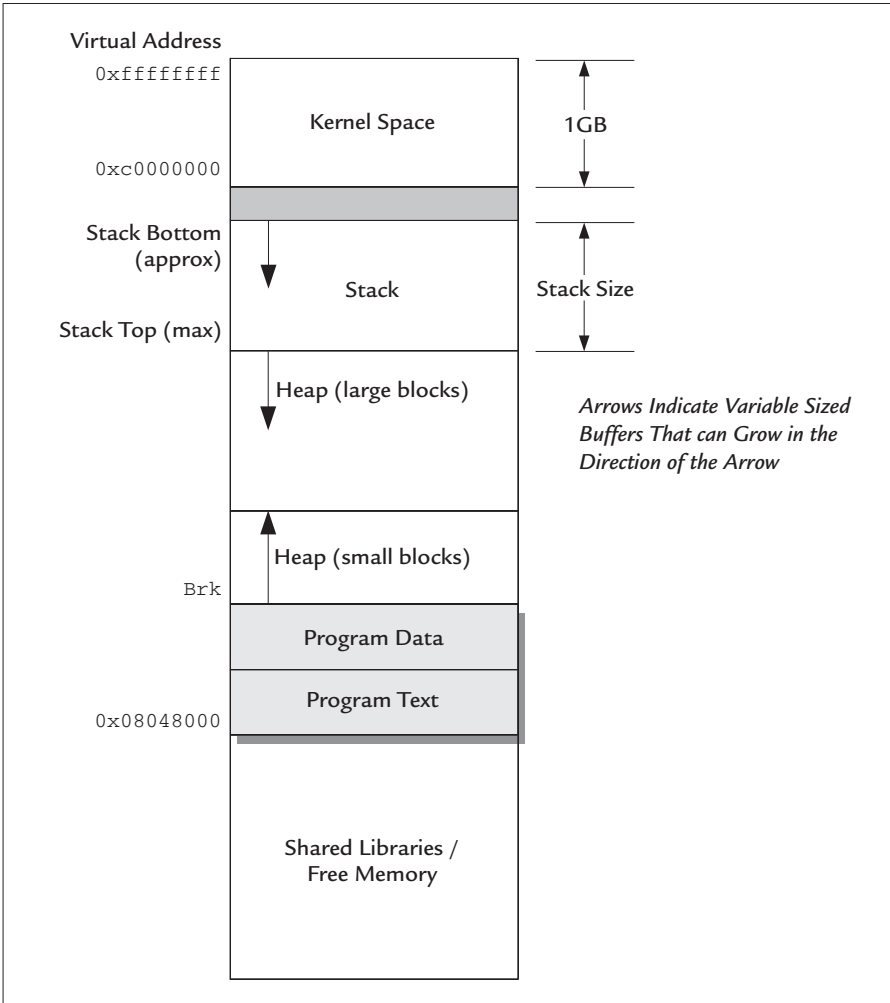 Virtual Address
0xffffffff
Kernel Space
1GB
0xc0000000
Stack Bottom
(approx)
Stack
Stack Size
Stack Top (max)
Heap (large blocks)
Arrows Indicate Variable Sized
Buffers That can Grow in the
Direction of the Arrow
Heap (small blocks)
Brk
Program Data
Program Text
0x08048000
Shared Libraries /
Free Memory